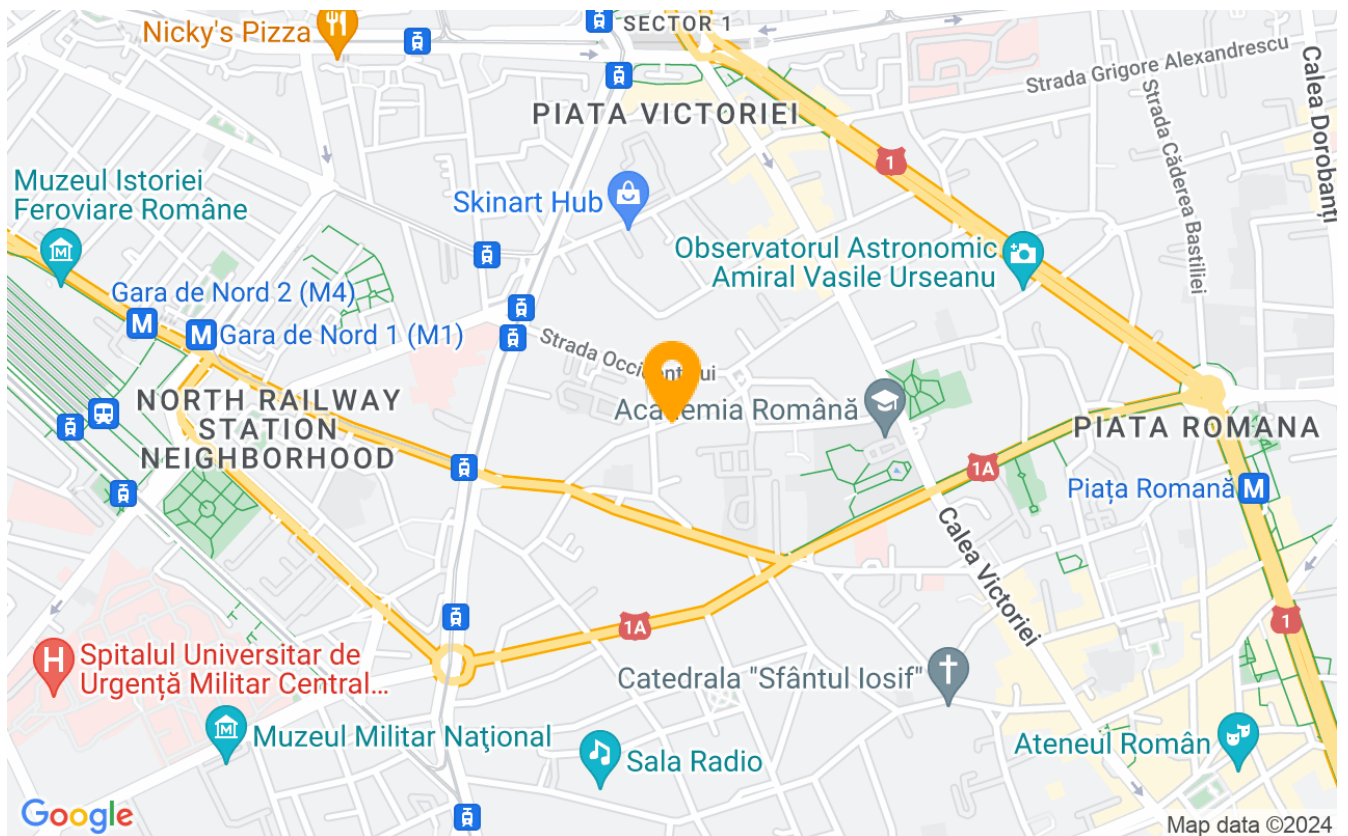 Nicky's Pizza
SECTOR 1
Strada Grigore Alexandrescu
Calea Dorobanți
Strada Căderea Bastiliei
PIATA VICTORIEI
1
Muzeul Istoriei
Feroviare Române
Skinart Hub
Observatorul Astronomic
Amiral Vasile Urseanu
Gara de Nord 2 (M4)
M
M
Gara de Nord 1 (M1)
Strada Occidentului
Academia Română
NORTH RAILWAY
STATION
NEIGHBORHOOD
PIATA ROMANA
1A
Piața Romană
M
Calea Victoriei
1A
1
H
Spitalul Universitar de
Urgență Militar Central...
Catedrala "Sfântul Iosif"
M
Muzeul Militar Naţional
Sala Radio
Ateneul Român
Google
Map data ©2024